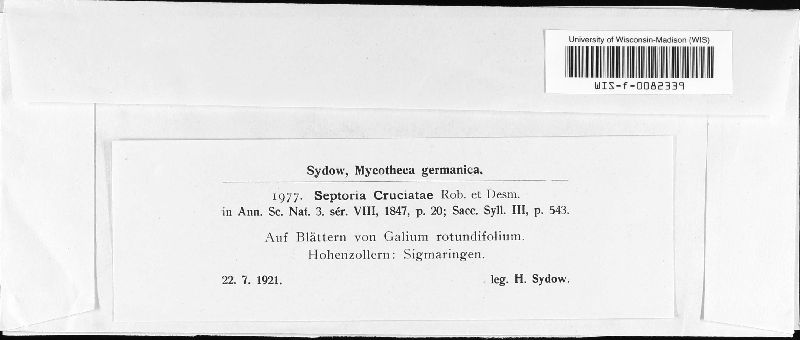 University of Wisconsin-Madison (WIS)
WIS-f-0082339
Sydow, Mycotheca germanica.
1977. Septoria Cruciatae Rob. et Desm.
in Ann. Sc. Nat. 3. sér. VIII, 1847, p. 20; Sacc. Syll. III, p. 543.
Auf Blättern von Galium rotundifolium.
Hohenzollern: Sigmaringen.
22. 7. 1921. leg. H. Sydow.